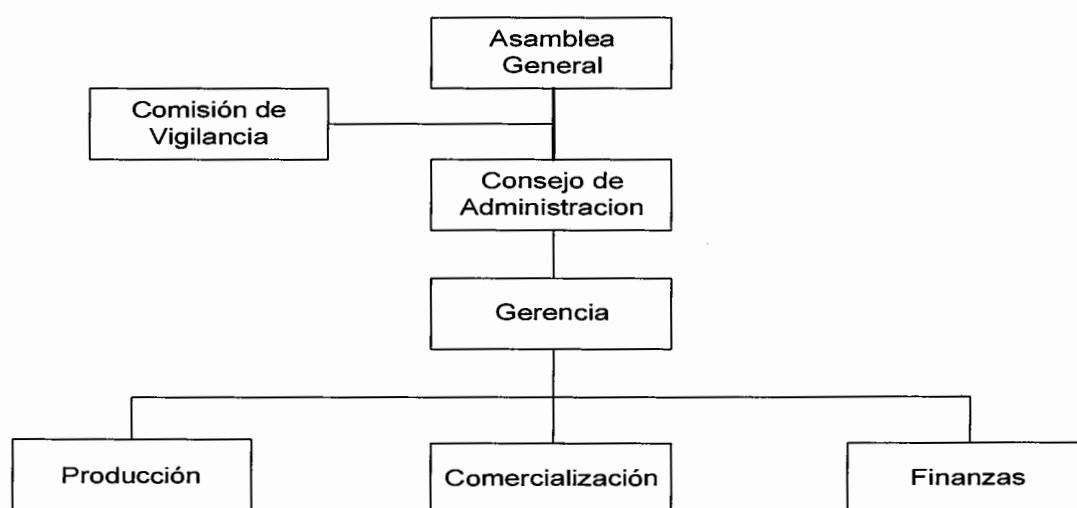 Asamblea
General
Comisión de
Vigilancia
Consejo de
Administracion
Gerencia
Producción
Comercialización
Finanzas